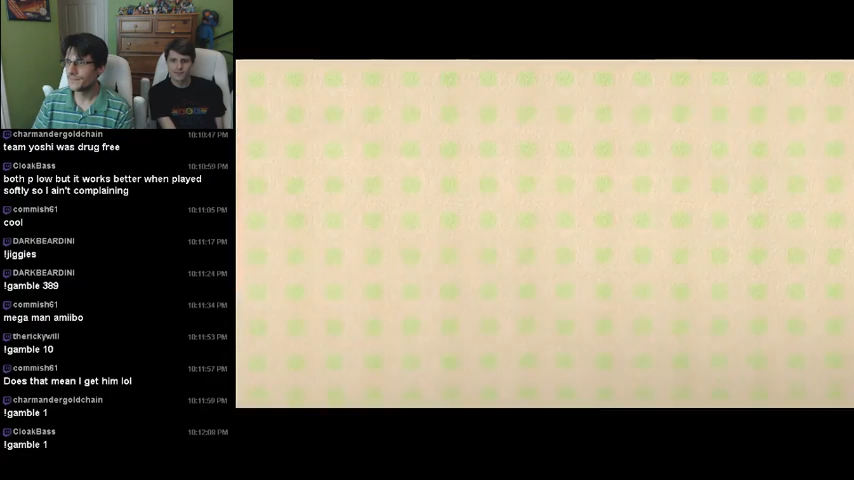 charmandergoldchain 10:10:47 PM
team yoshi was drug free
CloakBass 10:10:59 PM
both p low but it works better when played
softly so I ain't complaining
commish61 10:11:05 PM
cool
DARKBEARDINI 10:11:17 PM
!jiggies
DARKBEARDINI 10:11:24 PM
!gamble 389
commish61 10:11:34 PM
mega man amiibo
therickywill 10:11:53 PM
!gamble 10
commish61 10:11:57 PM
Does that mean I get him lol
charmandergoldchain 10:11:59 PM
!gamble 1
CloakBass 10:12:08 PM
!gamble 1